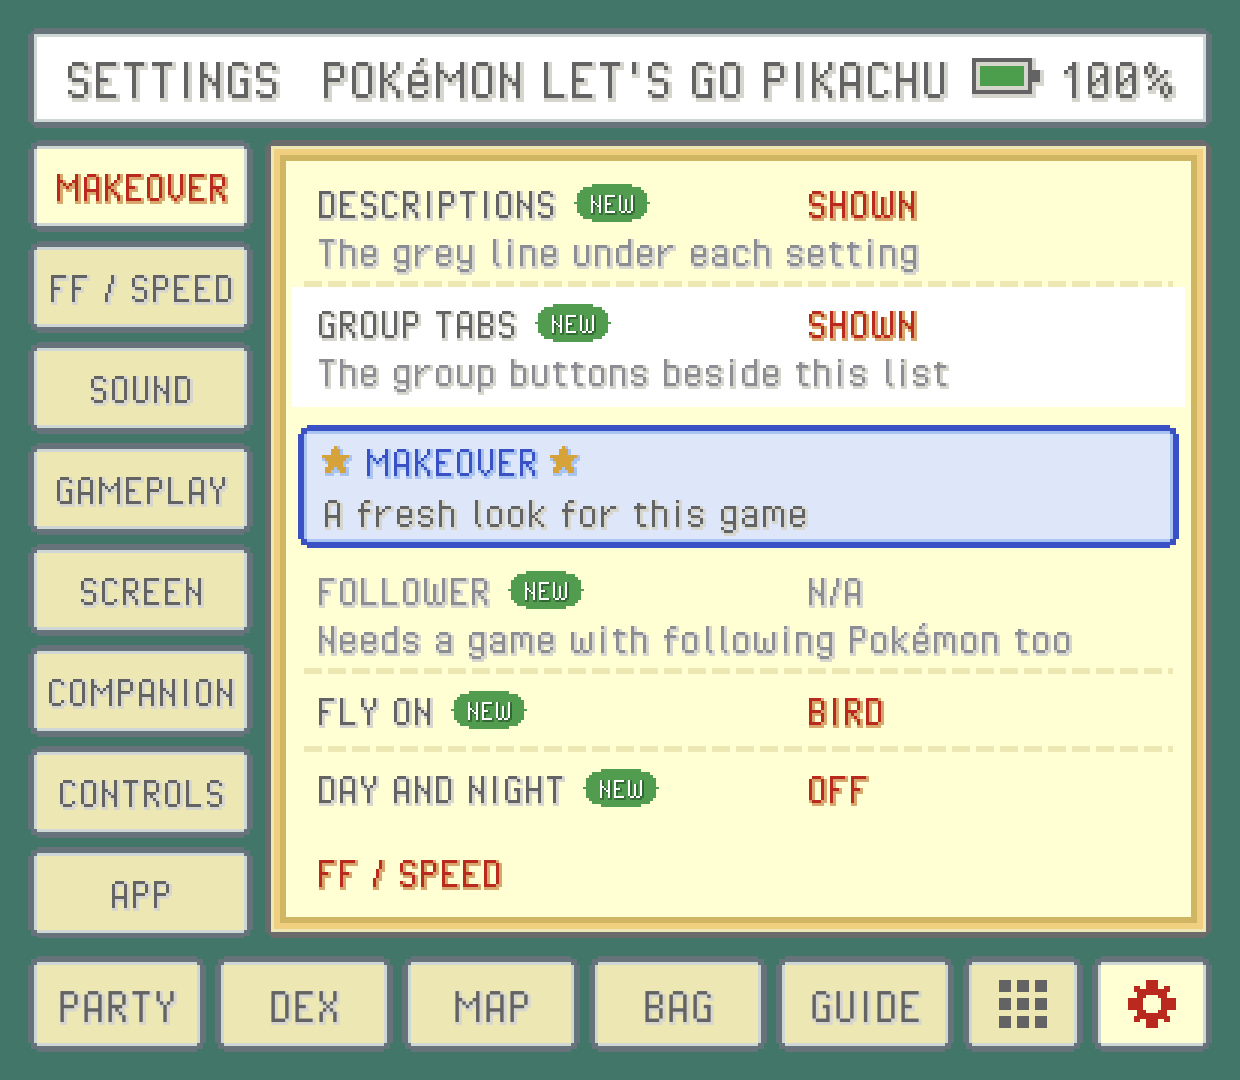 SETTINGS POKéMON LET'S GO PIKACHU 100%
MAKEOVER
FF / SPEED
SOUND
GAMEPLAY
SCREEN
COMPANION
CONTROLS
APP
DESCRIPTIONS NEW SHOWN
The grey line under each setting
GROUP TABS NEW SHOWN
The group buttons beside this list
MAKEOVER
A fresh look for this game
FOLLOWER NEW N/A
Needs a game with following Pokémon too
FLY ON NEW BIRD
DAY AND NIGHT NEW OFF
FF / SPEED
PARTY DEX MAP BAG GUIDE